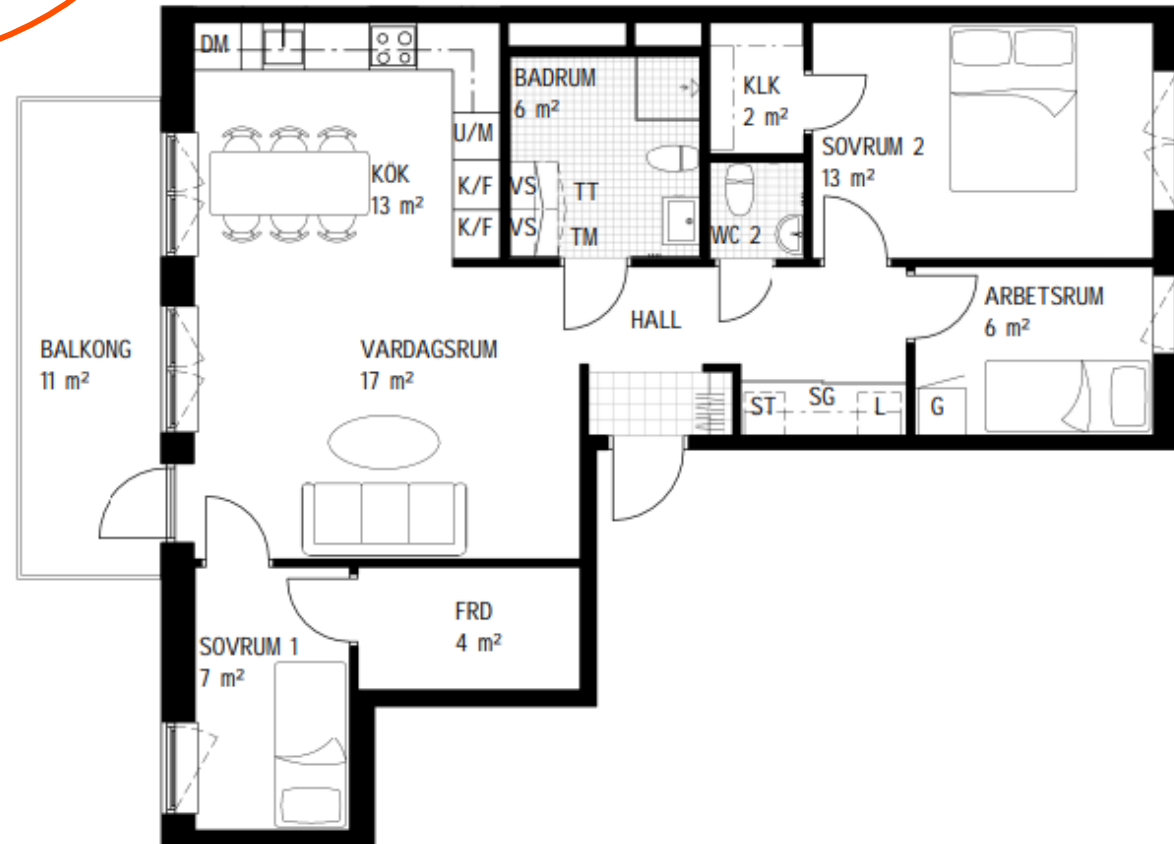 DM
BADRUM
6 m²
KLK
2 m²
U/M
KÖK
13 m²
K/F
VS
TT
K/F
VS
TM
WC 2
SOVRUM 2
13 m²
HALL
ARBETSRUM
6 m²
BALKONG
11 m²
VARDAGSRUM
17 m²
ST
SG
L
G
FRD
4 m²
SOVRUM 1
7 m²